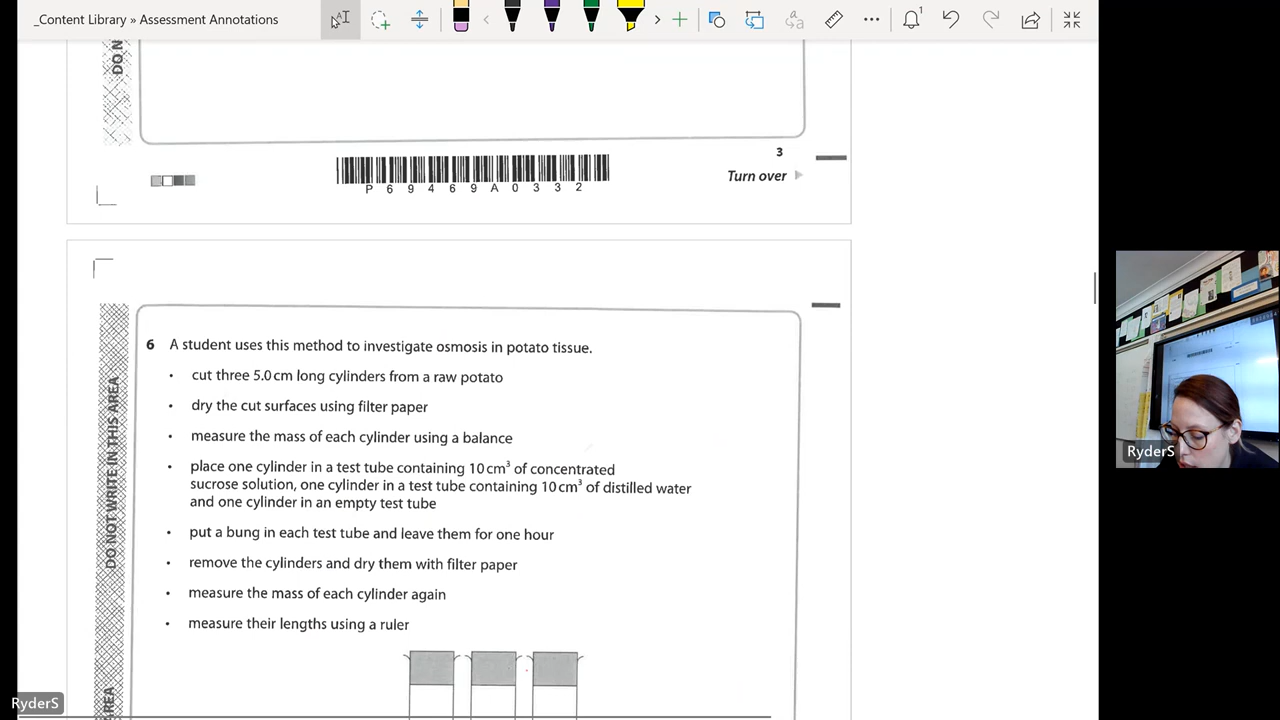 _Content Library » Assessment Annotations
1
DO N
P 6 9 4 6 9 A 0 3 3 2
3
Turn over
DO NOT WRITE IN THIS AREA
6 A student uses this method to investigate osmosis in potato tissue.
• cut three 5.0 cm long cylinders from a raw potato
• dry the cut surfaces using filter paper
• measure the mass of each cylinder using a balance
• place one cylinder in a test tube containing 10 cm³ of concentrated
sucrose solution, one cylinder in a test tube containing 10 cm³ of distilled water
and one cylinder in an empty test tube
• put a bung in each test tube and leave them for one hour
• remove the cylinders and dry them with filter paper
• measure the mass of each cylinder again
• measure their lengths using a ruler
AREA
RyderS
RyderS